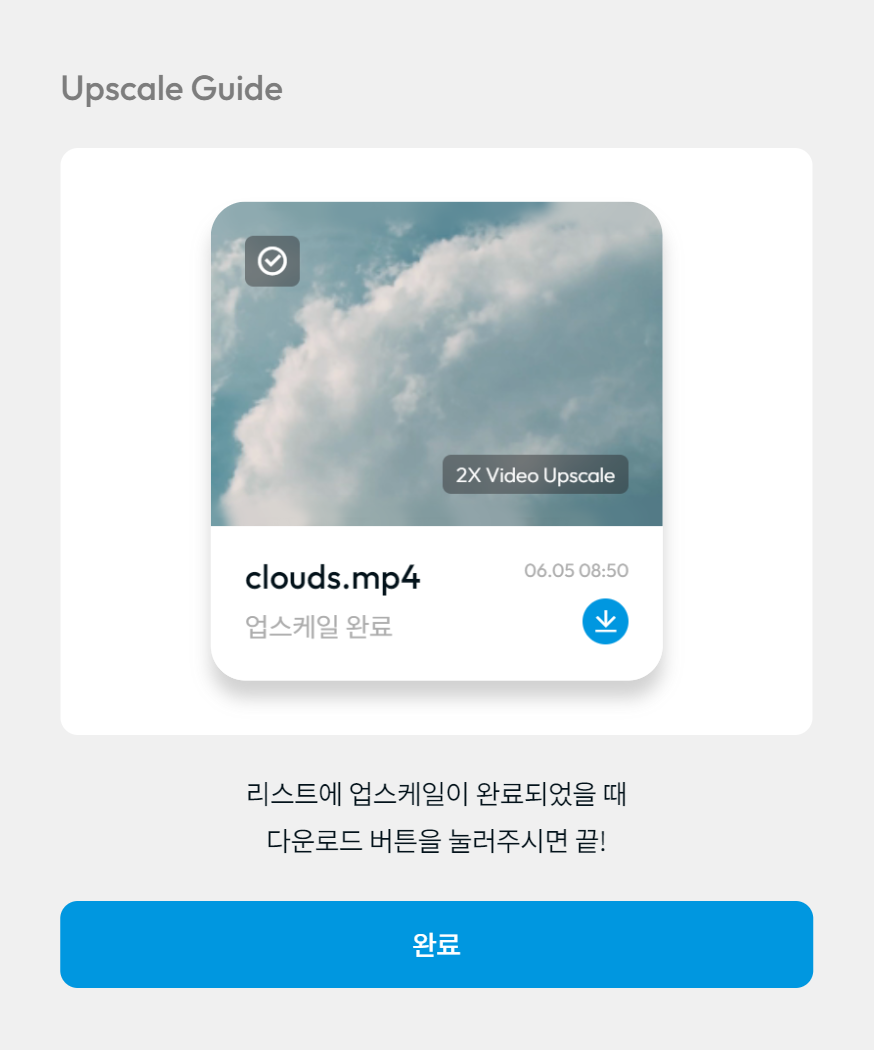 Upscale Guide
2X Video Upscale
clouds.mp4
06.05 08:50
업스케일 완료
리스트에 업스케일이 완료되었을 때
다운로드 버튼을 눌러주시면 끝!
완료